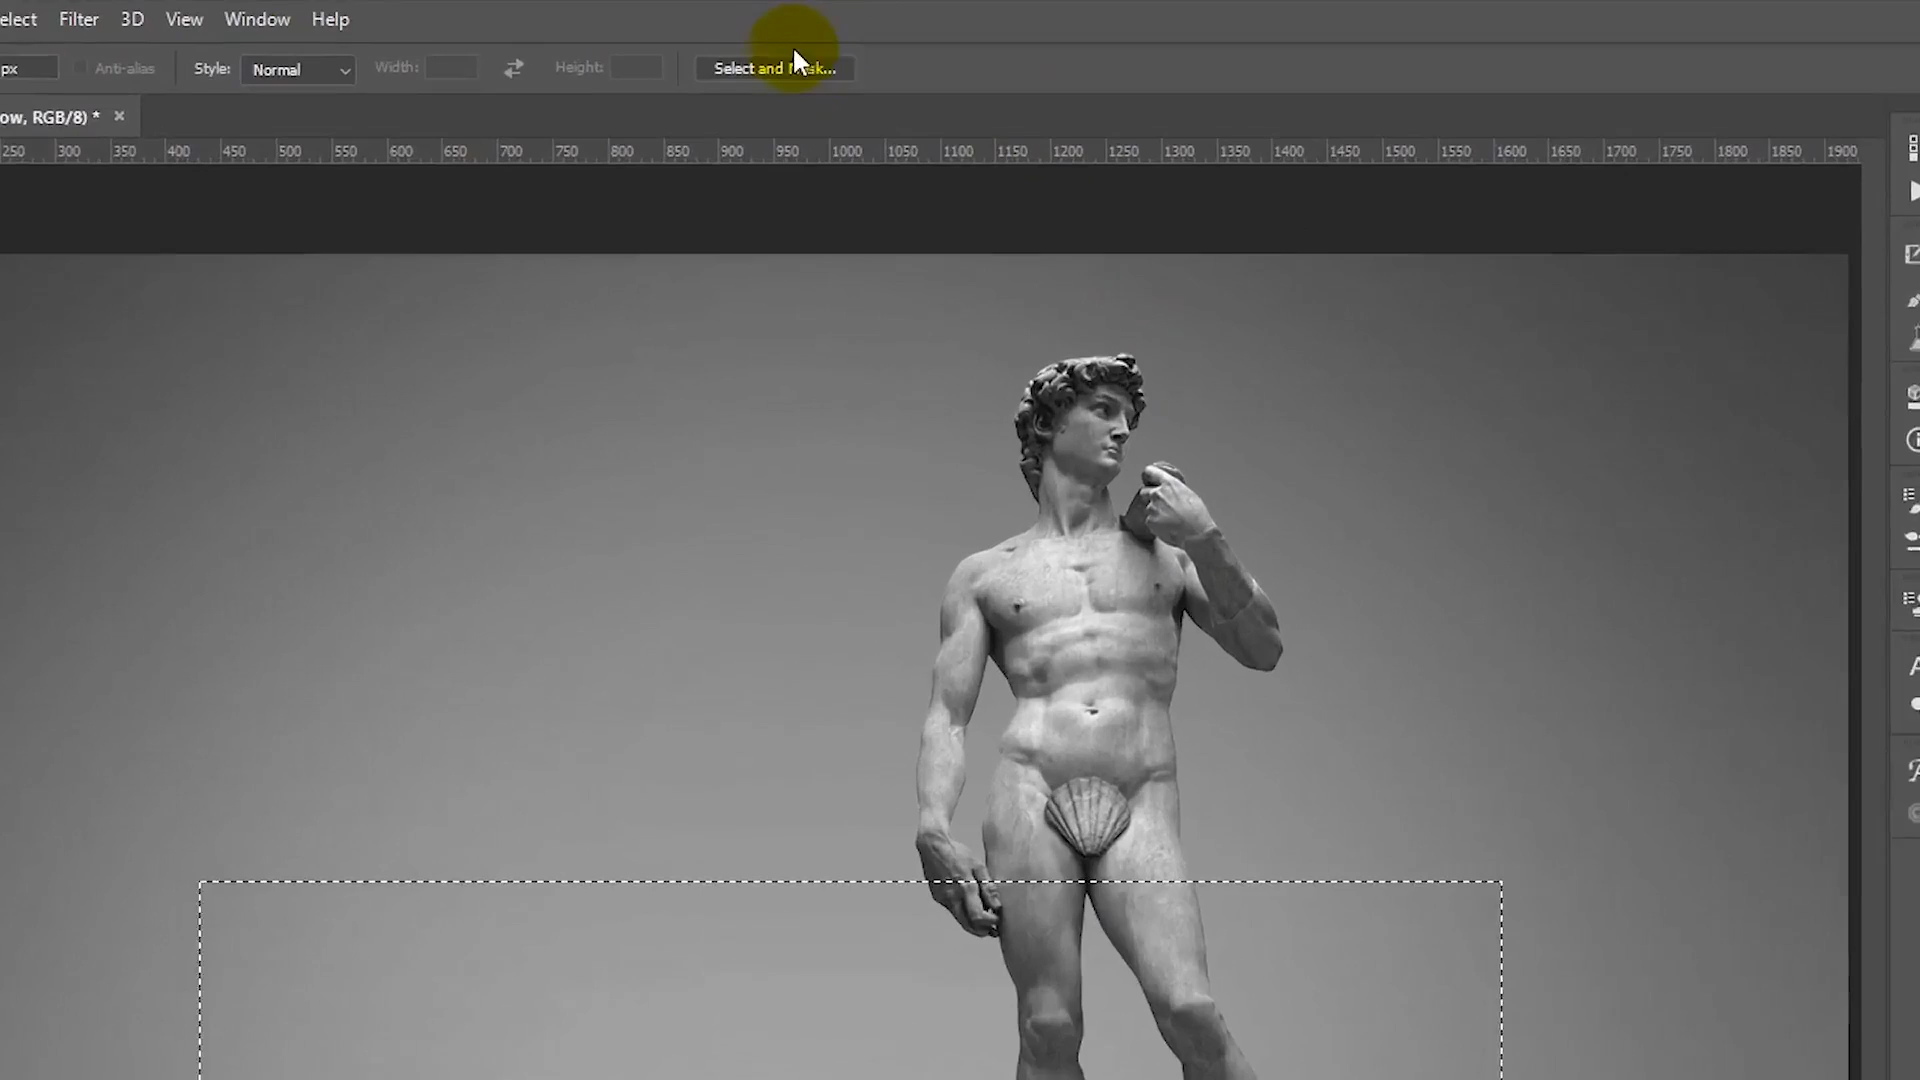 elect Filter 3D View Window Help
px Anti-alias Style: Normal Width: Height: Select and Mask...
ow, RGB/8) * ×
250 300 350 400 450 500 550 600 650 700 750 800 850 900 950 1000 1050 1100 1150 1200 1250 1300 1350 1400 1450 1500 1550 1600 1650 1700 1750 1800 1850 1900